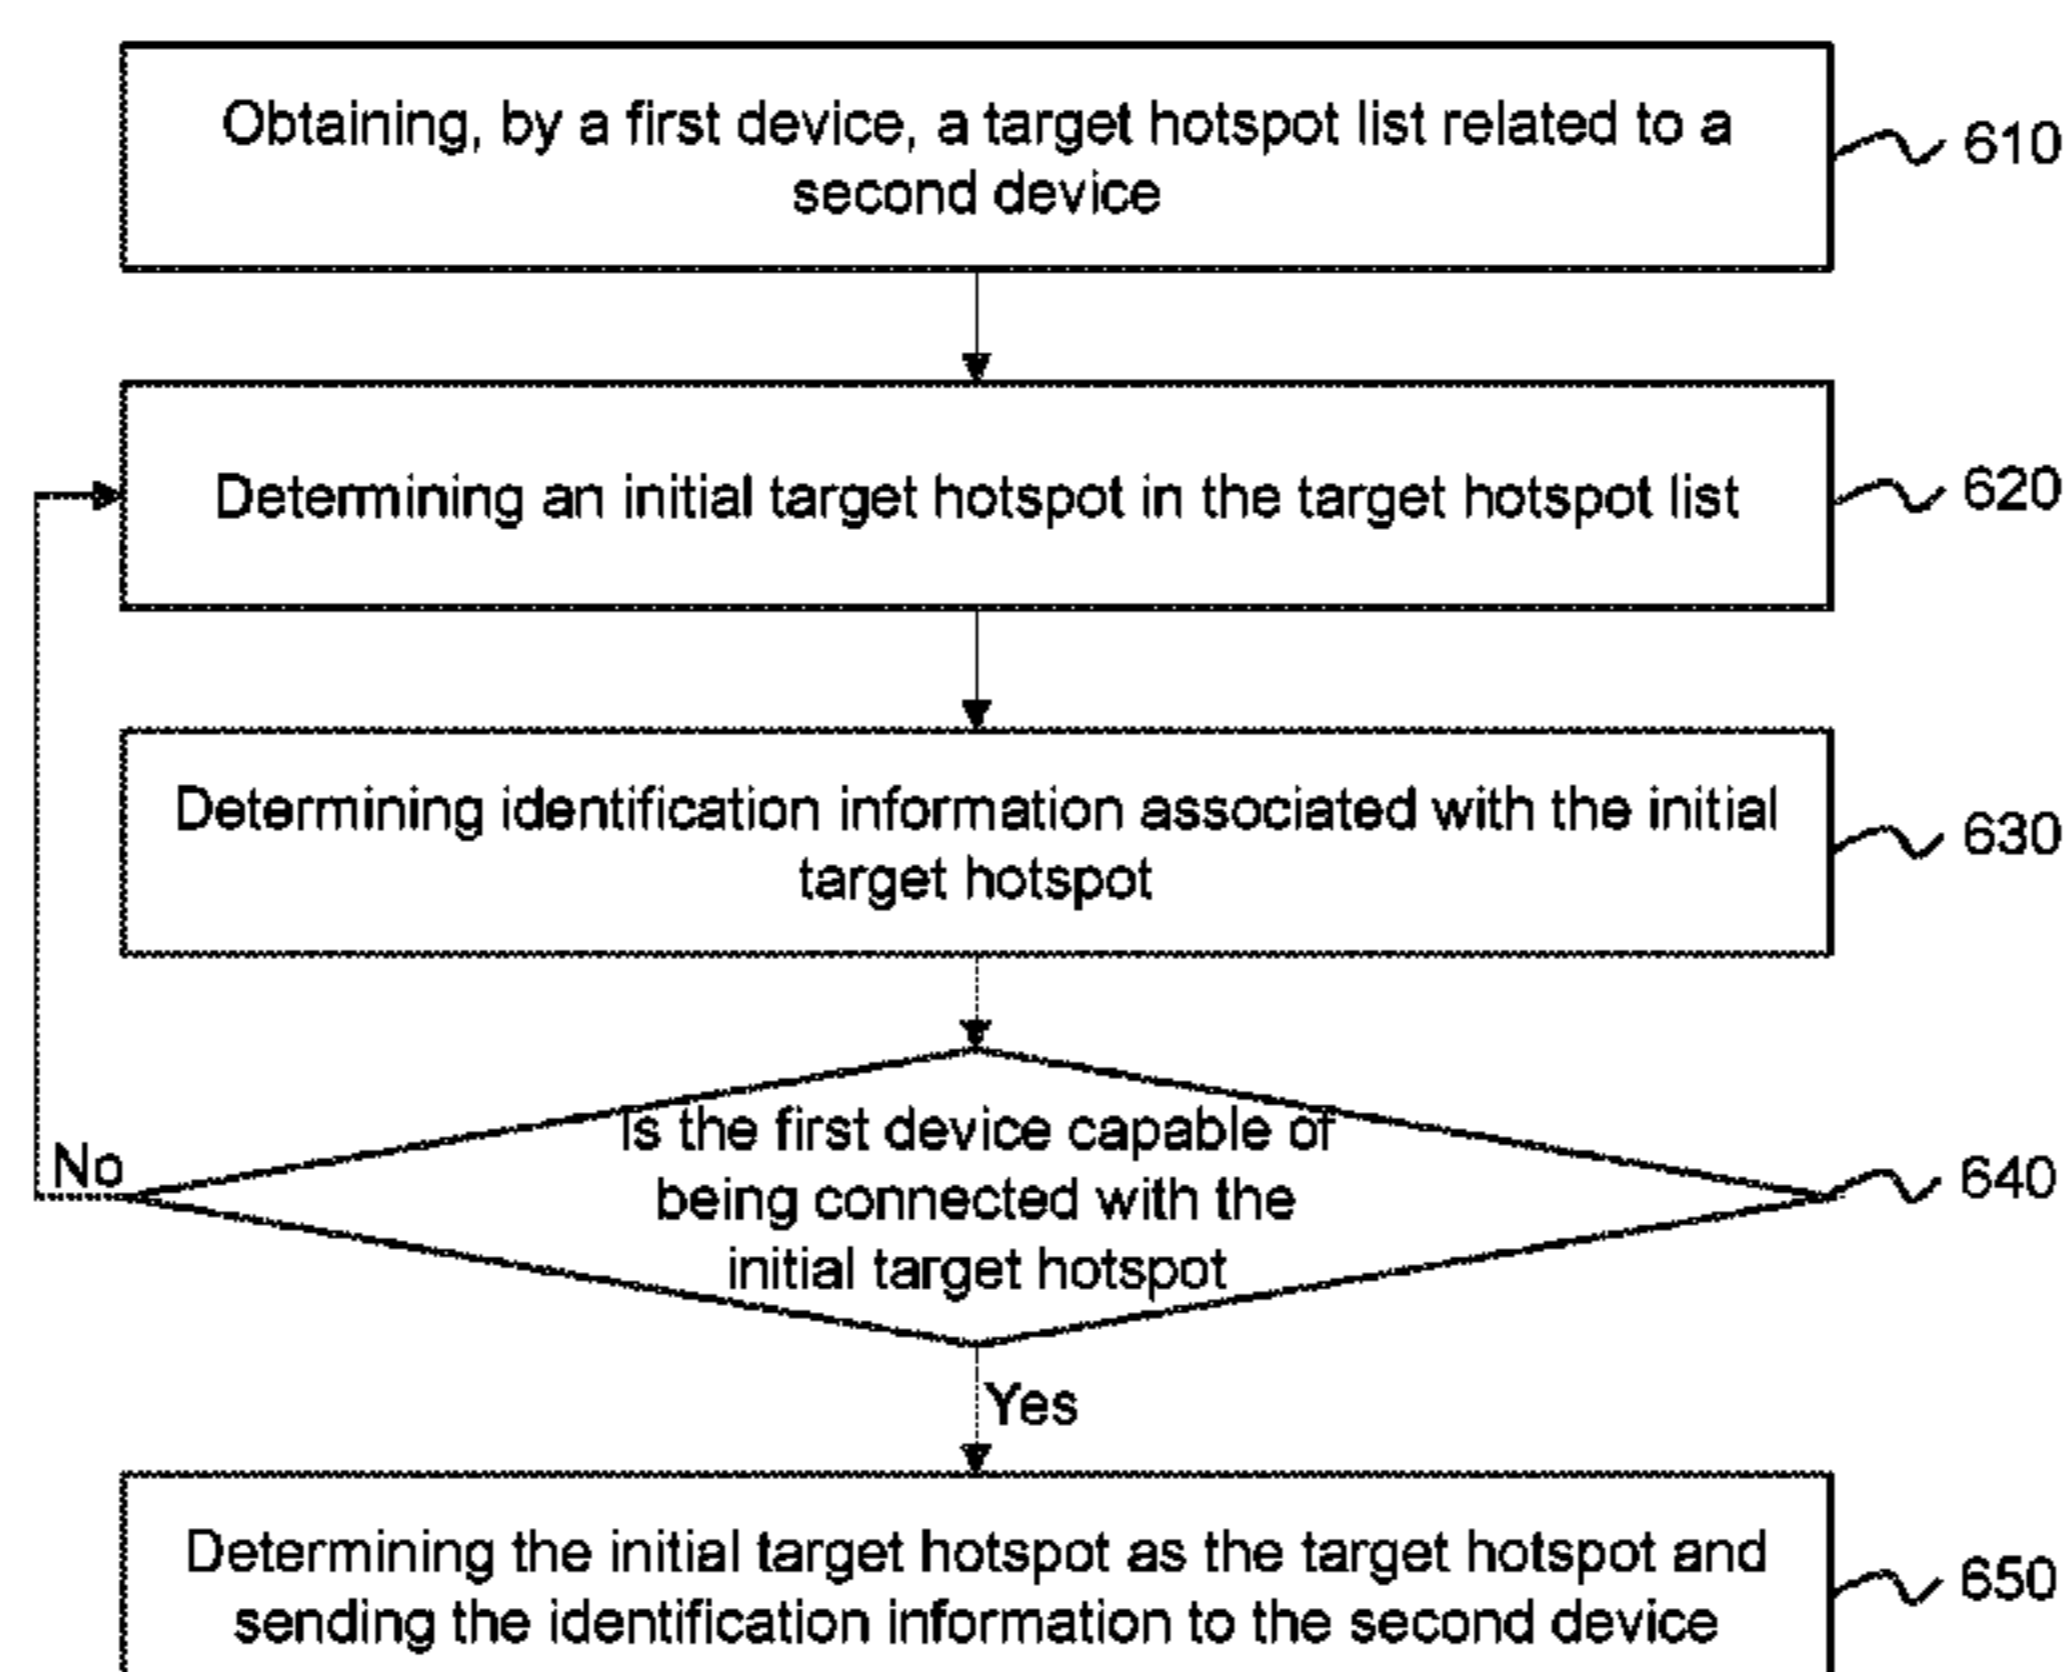 Obtaining, by a first device, a target hotspot list related to a
second device
610
Determining an initial target hotspot in the target hotspot list
620
Determining identification information associated with the initial
target hotspot
630
Is the first device capable of
being connected with the
initial target hotspot
640
No
Yes
Determining the initial target hotspot as the target hotspot and
sending the identification information to the second device
650